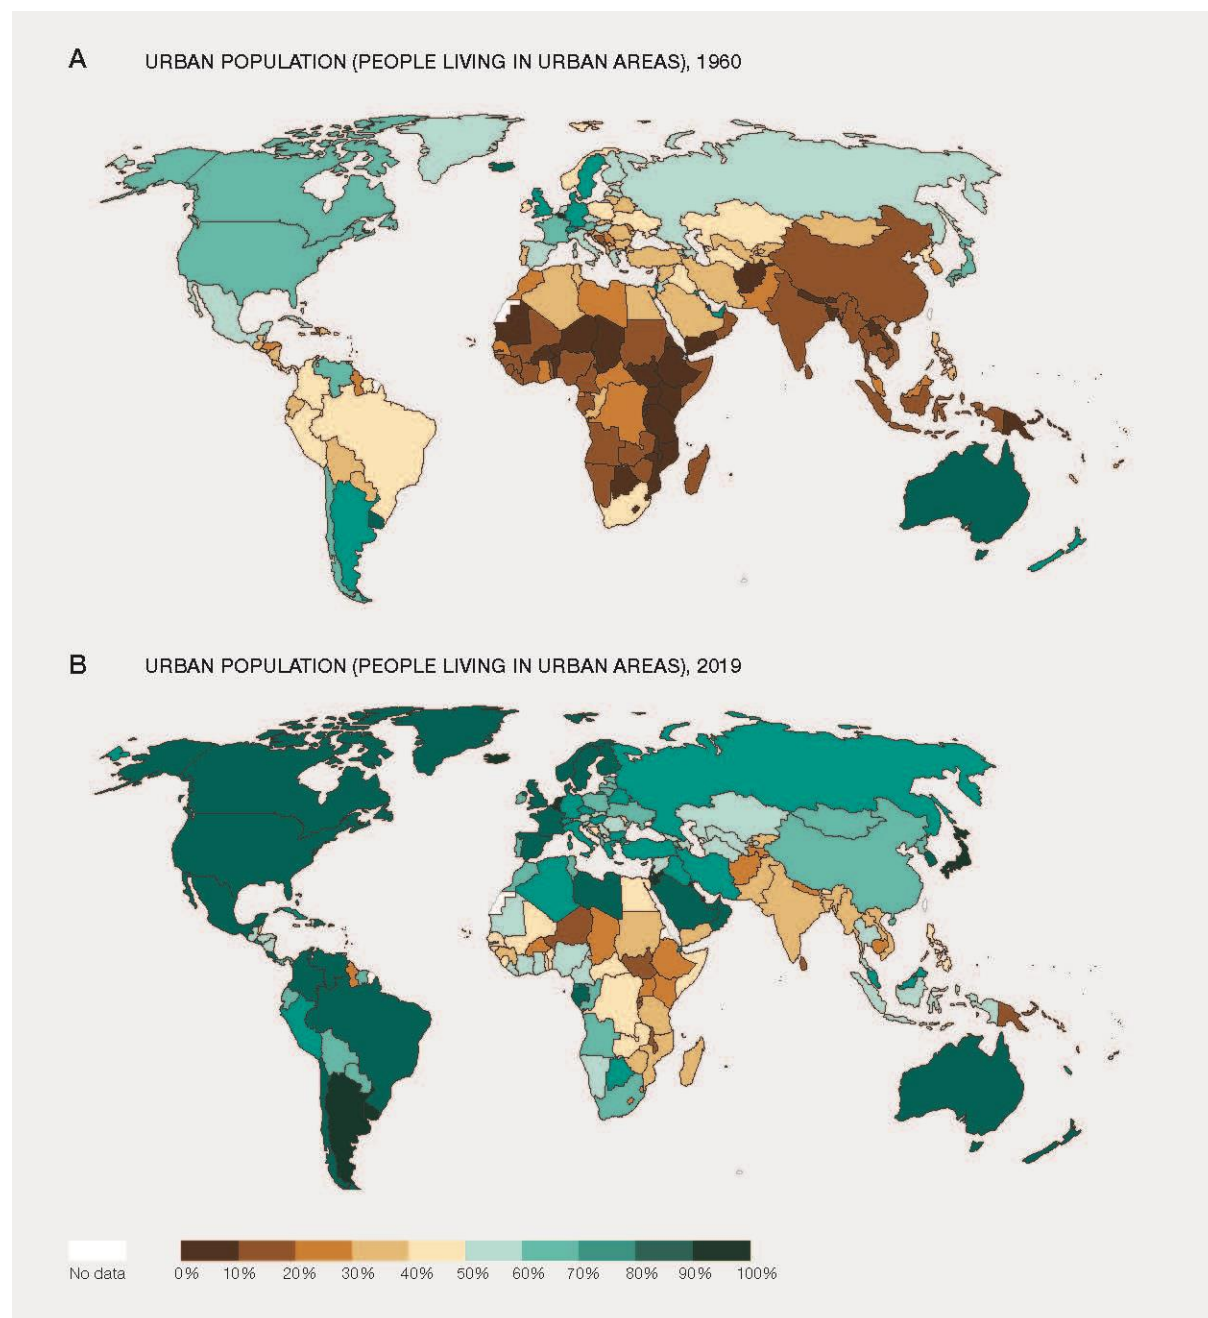 A URBAN POPULATION (PEOPLE LIVING IN URBAN AREAS), 1960
B URBAN POPULATION (PEOPLE LIVING IN URBAN AREAS), 2019
No data 0% 10% 20% 30% 40% 50% 60% 70% 80% 90% 100%